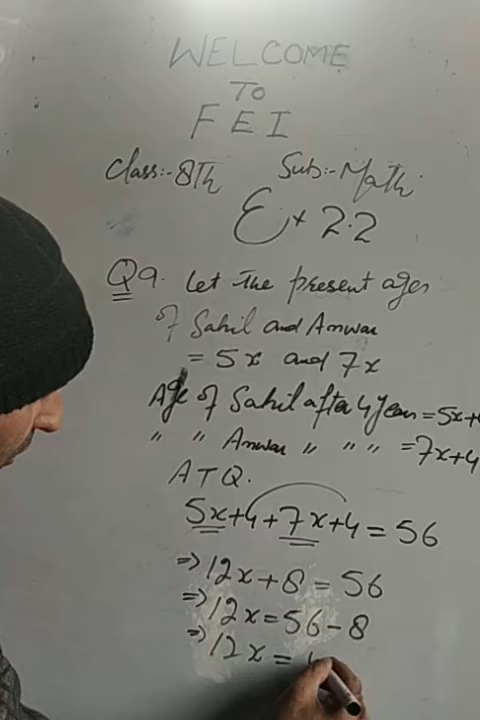 WELCOME
TO
FEI
Class:- 8Th Sub:- Math
Ex 2.2
Q9. Let The present ages
of Sahil and Anwar
= 5x and 7x
Age of Sahil after 4 year = 5x+4
" " Anwar " " " = 7x+4
ATQ.
5x+4+7x+4=56
⇒ 12x+8=56
⇒ 12x=56-8
⇒ 12x=